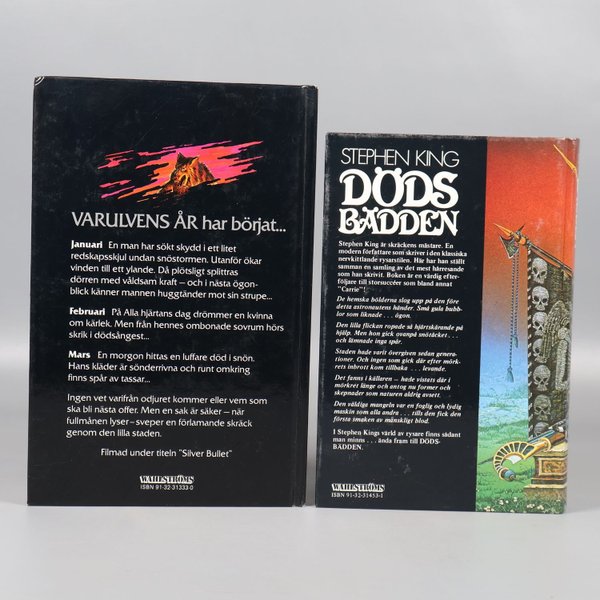 VARULVENS ÅR har börjat...
Januari En man har sökt skydd i ett litet
redskapsskjul undan snöstormen. Utanför ökar
vinden till ett ylande. Då plötsligt splittras
dörren med våldsam kraft – och i nästa ögon-
blick känner mannen huggtänder mot sin strupe...
Februari På Alla hjärtans dag drömmer en kvinna
om kärlek. Men från hennes ombonade sovrum hörs
skrik i dödsångest...
Mars En morgon hittas en luffare död i snön.
Hans kläder är sönderrivna och runt omkring
finns spår av tassar...
Ingen vet varifrån odjuret kommer eller vem som
ska bli nästa offer. Men en sak är säker – när
fullmånen lyser – sveper en förlamande skräck
genom den lilla staden.
Filmad under titeln "Silver Bullet"
WAHLSTRÖMS
ISBN 91-32-31333-0
STEPHEN KING
DÖDS
BÄDDEN
Stephen King är skräckens mästare. En
modern författare som skriver i den klassiska
nervkittlande rysarstilen. Här har han ställt
samman en samling av det mest hårresande
som han skrivit. Boken är en värdig efter-
följare till storsuccéer som bland annat
"Carrie"!
De hemska bölderna slog upp på den före
detta astronautens händer. Små gula bubb-
lor som liknade . . . ögon.
Den lilla flickan ropade så hjärtskärande på
hjälp. Men hon gick ovanpå snötäcket . . .
och lämnade inga spår.
Staden hade varit övergiven sedan genera-
tioner. Och ingen som gick där efter mörk-
rets inbrott kom tillbaka . . . levande.
Det fanns i källaren – hade vistats där i
mörkret länge och antog nu former och
skepnader som naturen aldrig avsett.
Den väldiga mangeln var en foglig och lydig
maskin som alla andra . . . tills den fick den
första smaken av mänskligt blod.
I Stephen Kings värld av rysare finns sådant
man minns . . . ända fram till DÖDS-
BÄDDEN.
WAHLSTRÖMS
ISBN 91-32-31453-1